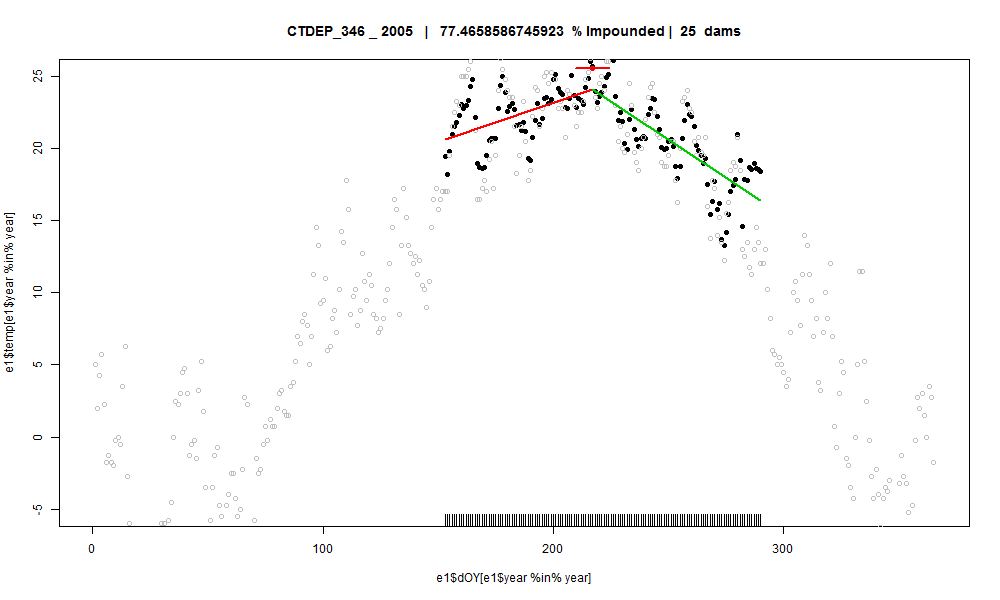 CTDEP_346 _ 2005 | 77.4658586745923 % Impounded | 25 dams
e1$temp[e1$year %in% year]
25
20
15
10
5
0
-5
0 100 200 300
e1$dOY[e1$year %in% year]